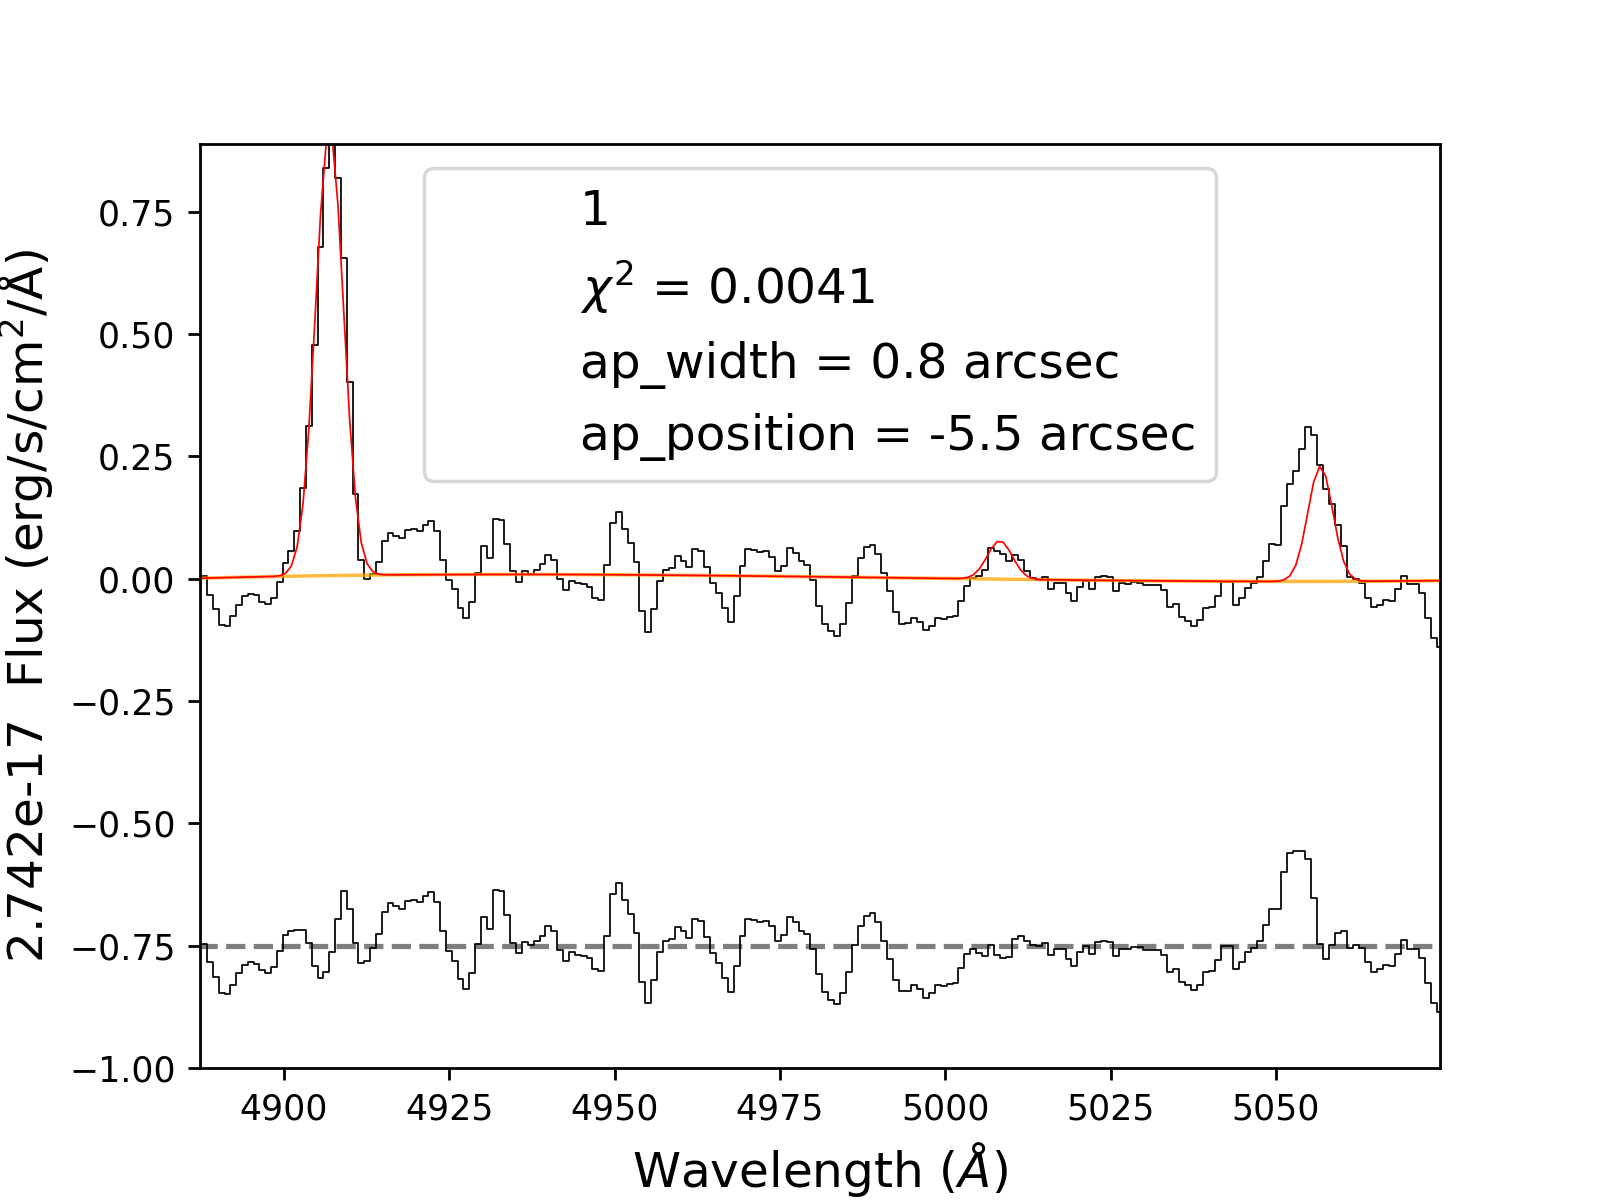 1
χ² = 0.0041
ap_width = 0.8 arcsec
ap_position = -5.5 arcsec
2.742e-17 Flux (erg/s/cm²/Å)
0.75
0.50
0.25
0.00
−0.25
−0.50
−0.75
−1.00
4900 4925 4950 4975 5000 5025 5050
Wavelength (Å)